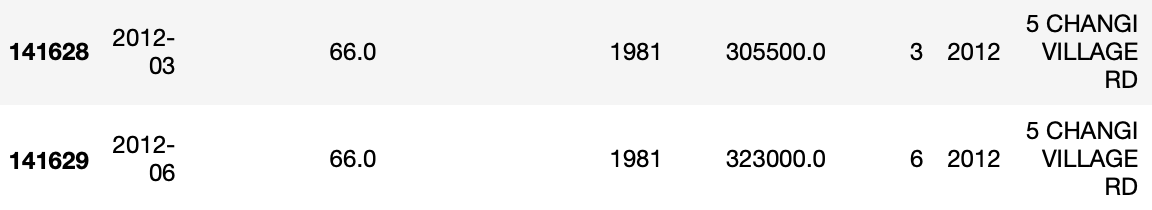 141628 2012-03 66.0 1981 305500.0 3 2012 5 CHANGI VILLAGE RD
141629 2012-06 66.0 1981 323000.0 6 2012 5 CHANGI VILLAGE RD